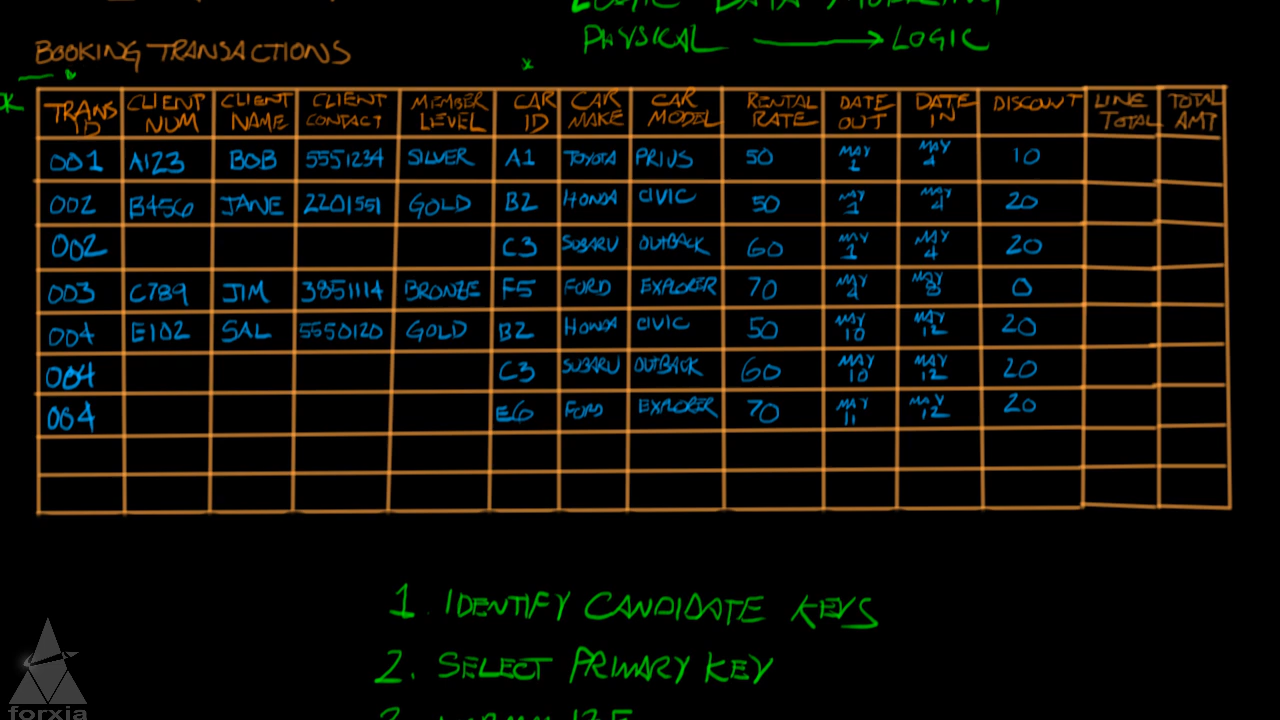 LOGIC DATA MODELLING
PHYSICAL → LOGIC
BOOKING TRANSACTIONS
TRANS ID CLIENT NUM CLIENT NAME CLIENT CONTACT MEMBER LEVEL CAR ID CAR MAKE CAR MODEL RENTAL RATE DATE OUT DATE IN DISCOUNT LINE TOTAL TOTAL AMT
001 A123 BOB 5551234 SILVER A1 TOYOTA PRIUS 50 MAY 1 MAY 4 10
002 B456 JANE 2201551 GOLD B2 HONDA CIVIC 50 MAY 1 MAY 4 20
002 C3 SUBARU OUTBACK 60 MAY 1 MAY 4 20
003 C789 JIM 3851114 BRONZE F5 FORD EXPLORER 70 MAY 4 MAY 8 0
004 E102 SAL 5550120 GOLD B2 HONDA CIVIC 50 MAY 10 MAY 12 20
004 C3 SUBARU OUTBACK 60 MAY 10 MAY 12 20
004 E6 FORD EXPLORER 70 MAY 11 MAY 12 20
1. IDENTIFY CANDIDATE KEYS
2. SELECT PRIMARY KEY
forxia